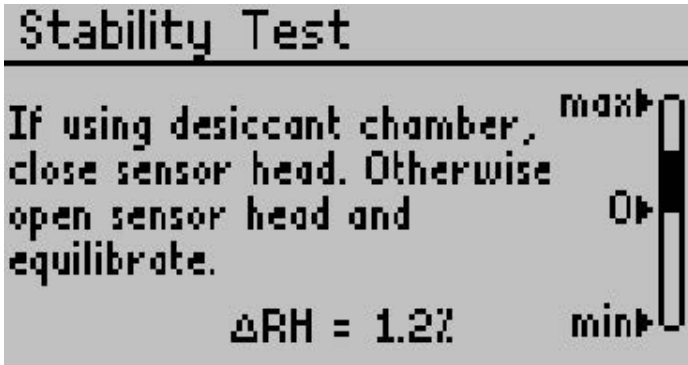 Stability Test
If using desiccant chamber,
close sensor head. Otherwise
open sensor head and
equilibrate.
△RH = 1.2%
max
0
min